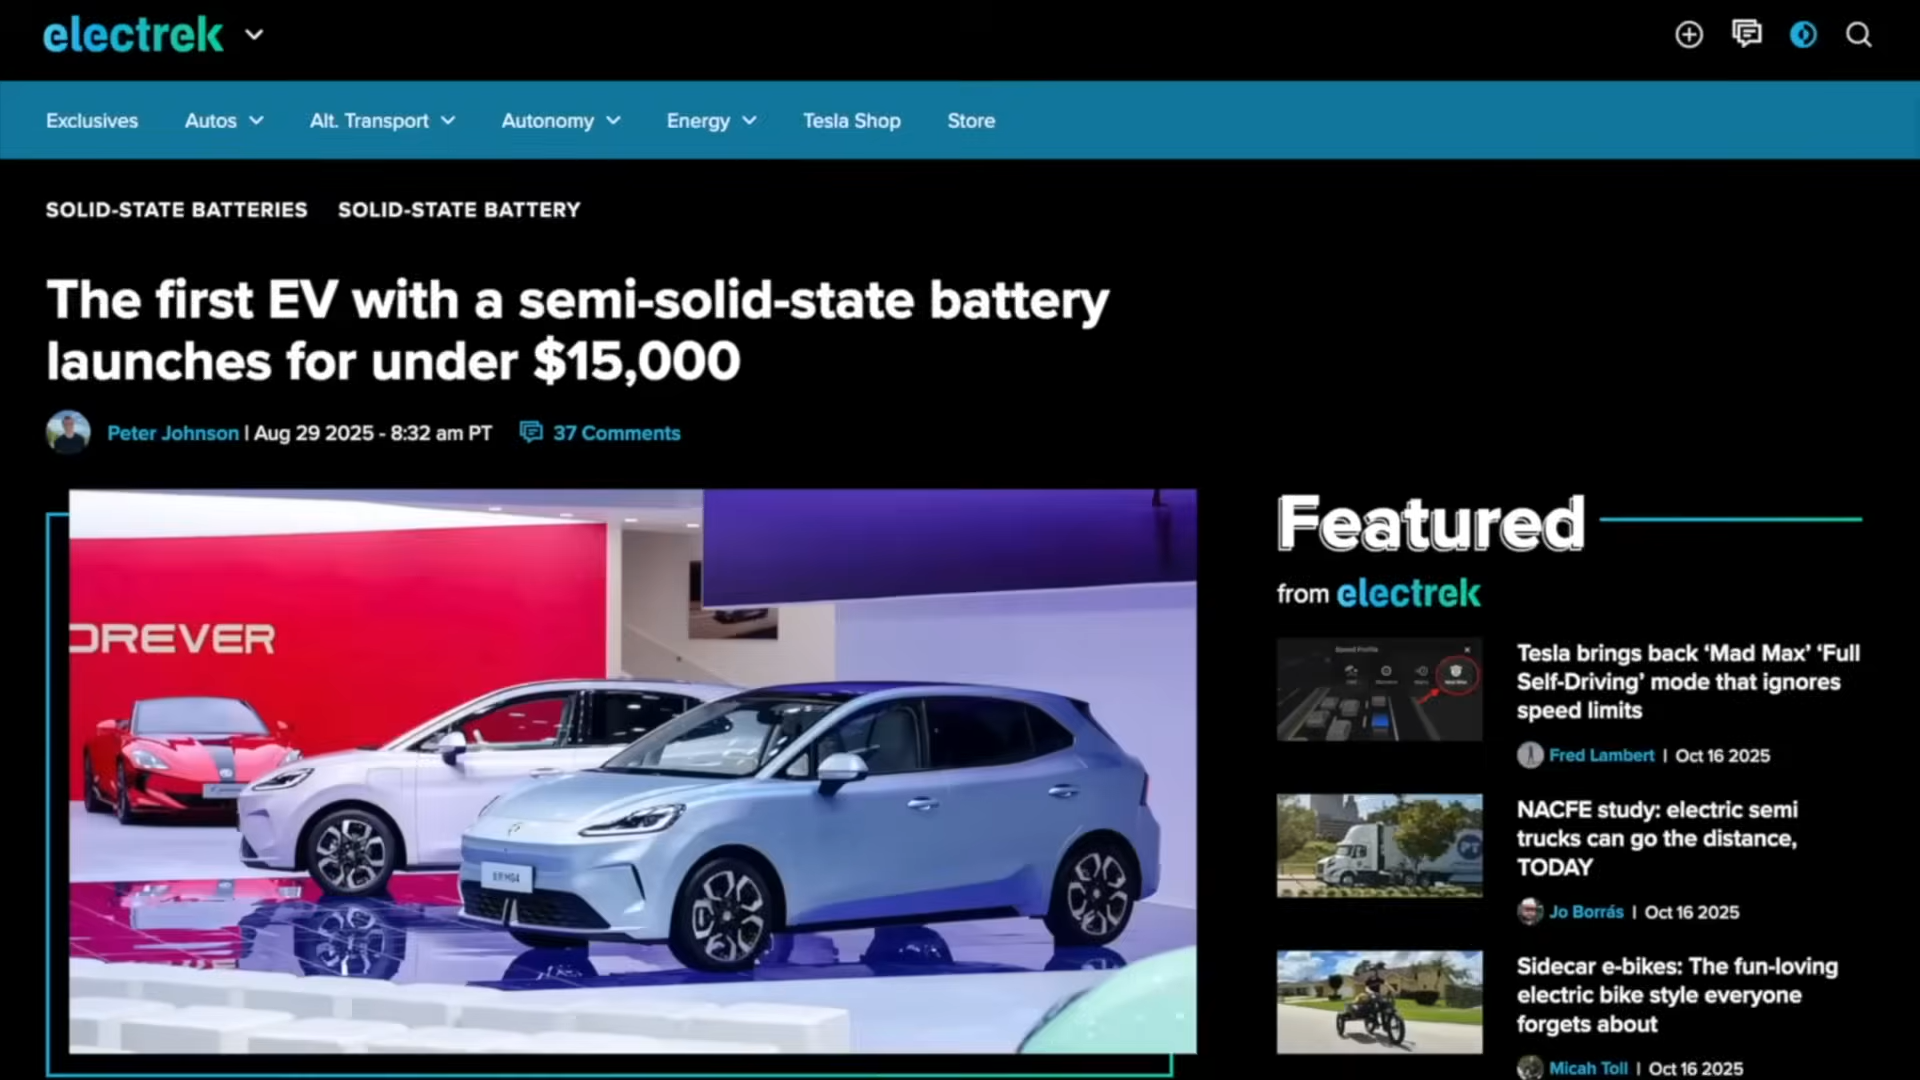 electrek
Exclusives
Autos
Alt. Transport
Autonomy
Energy
Tesla Shop
Store
SOLID-STATE BATTERIES
SOLID-STATE BATTERY
The first EV with a semi-solid-state battery
launches for under $15,000
Peter Johnson | Aug 29 2025 - 8:32 am PT
37 Comments
OREVER
MG4
Featured
from electrek
Speed Profile
Tesla brings back ‘Mad Max’ ‘Full
Self-Driving’ mode that ignores
speed limits
Fred Lambert | Oct 16 2025
NACFE study: electric semi
trucks can go the distance,
TODAY
Jo Borrás | Oct 16 2025
Sidecar e-bikes: The fun-loving
electric bike style everyone
forgets about
Micah Toll | Oct 16 2025